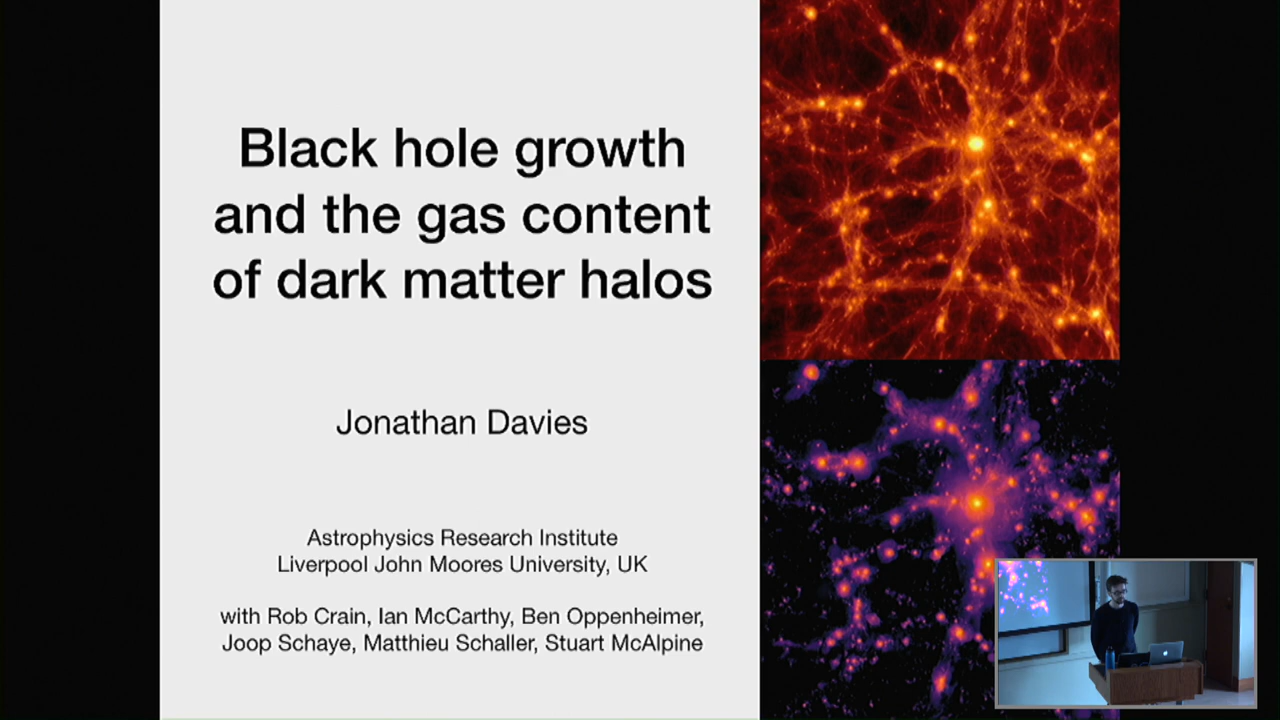 Black hole growth
and the gas content
of dark matter halos
Jonathan Davies
Astrophysics Research Institute
Liverpool John Moores University, UK
with Rob Crain, Ian McCarthy, Ben Oppenheimer,
Joop Schaye, Matthieu Schaller, Stuart McAlpine